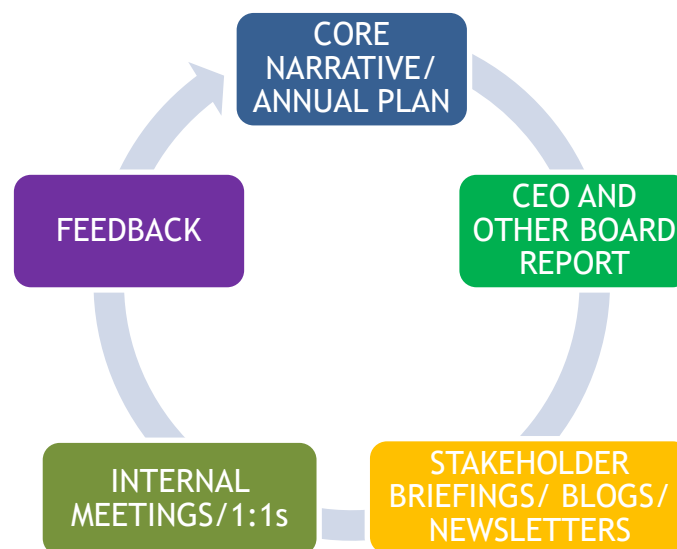 CORE
NARRATIVE/
ANNUAL PLAN
CEO AND
OTHER BOARD
REPORT
STAKEHOLDER
BRIEFINGS/ BLOGS/
NEWSLETTERS
INTERNAL
MEETINGS/1:1s
FEEDBACK